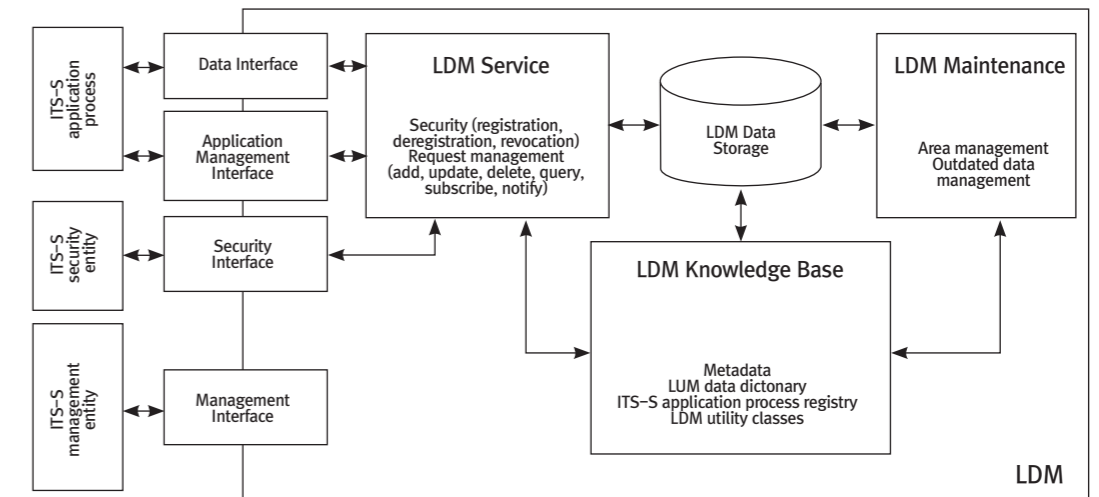 ITS-S
application
process
Data Interface
Application
Management
Interface
ITS-S
security
entity
Security
Interface
ITS-S
management
entity
Management
Interface
LDM Service
Security (registration,
deregistration, revocation)
Request management
(add, update, delete, query,
subscribe, notify)
LDM Data
Storage
LDM Maintenance
Area management
Outdated data
management
LDM Knowledge Base
Metadata
LUM data dictonary
ITS-S application process registry
LDM utility classes
LDM